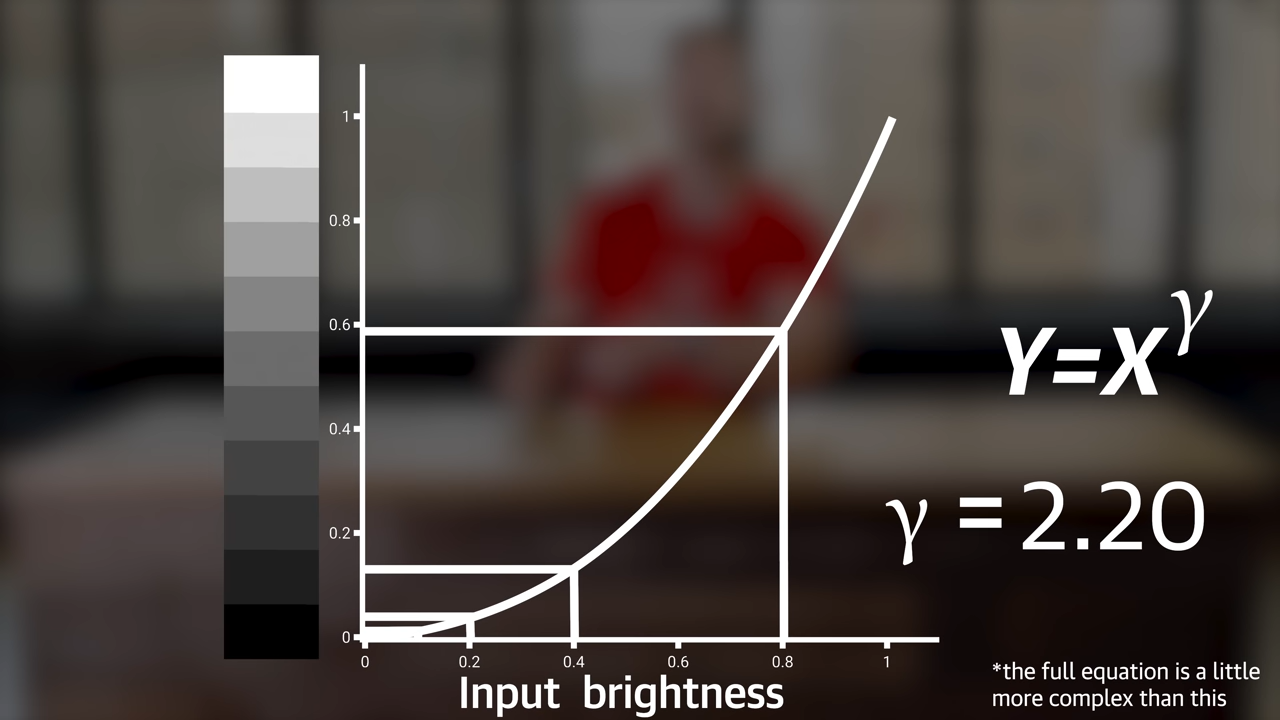 1
0.8
0.6
0.4
0.2
0
0 0.2 0.4 0.6 0.8 1
Input brightness
Y=X^γ
γ = 2.20
*the full equation is a little
more complex than this